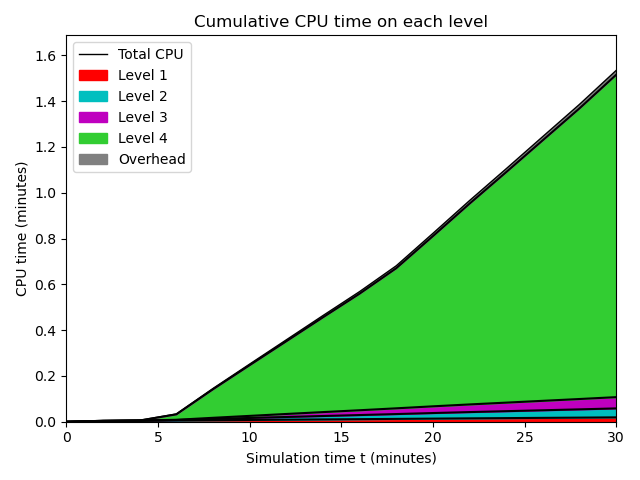 Cumulative CPU time on each level
Total CPU
Level 1
Level 2
Level 3
Level 4
Overhead
CPU time (minutes)
1.6
1.4
1.2
1.0
0.8
0.6
0.4
0.2
0.0
0 5 10 15 20 25 30
Simulation time t (minutes)